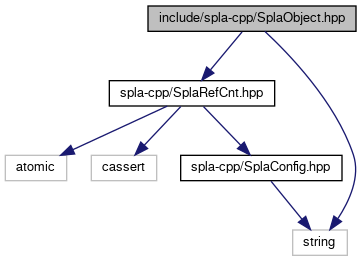 include/spla-cpp/SplaObject.hpp
spla-cpp/SplaRefCnt.hpp
atomic
cassert
spla-cpp/SplaConfig.hpp
string